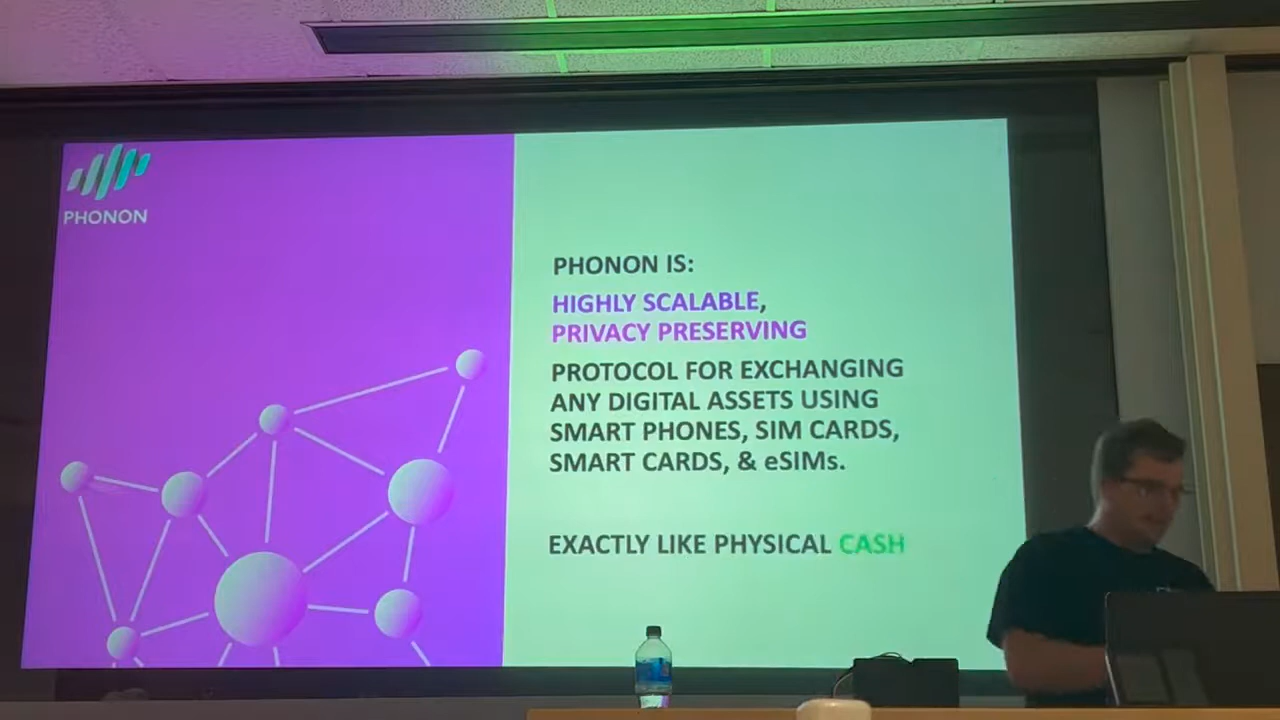 PHONON
PHONON IS:
HIGHLY SCALABLE,
PRIVACY PRESERVING
PROTOCOL FOR EXCHANGING
ANY DIGITAL ASSETS USING
SMART PHONES, SIM CARDS,
SMART CARDS, & eSIMs.
EXACTLY LIKE PHYSICAL CASH